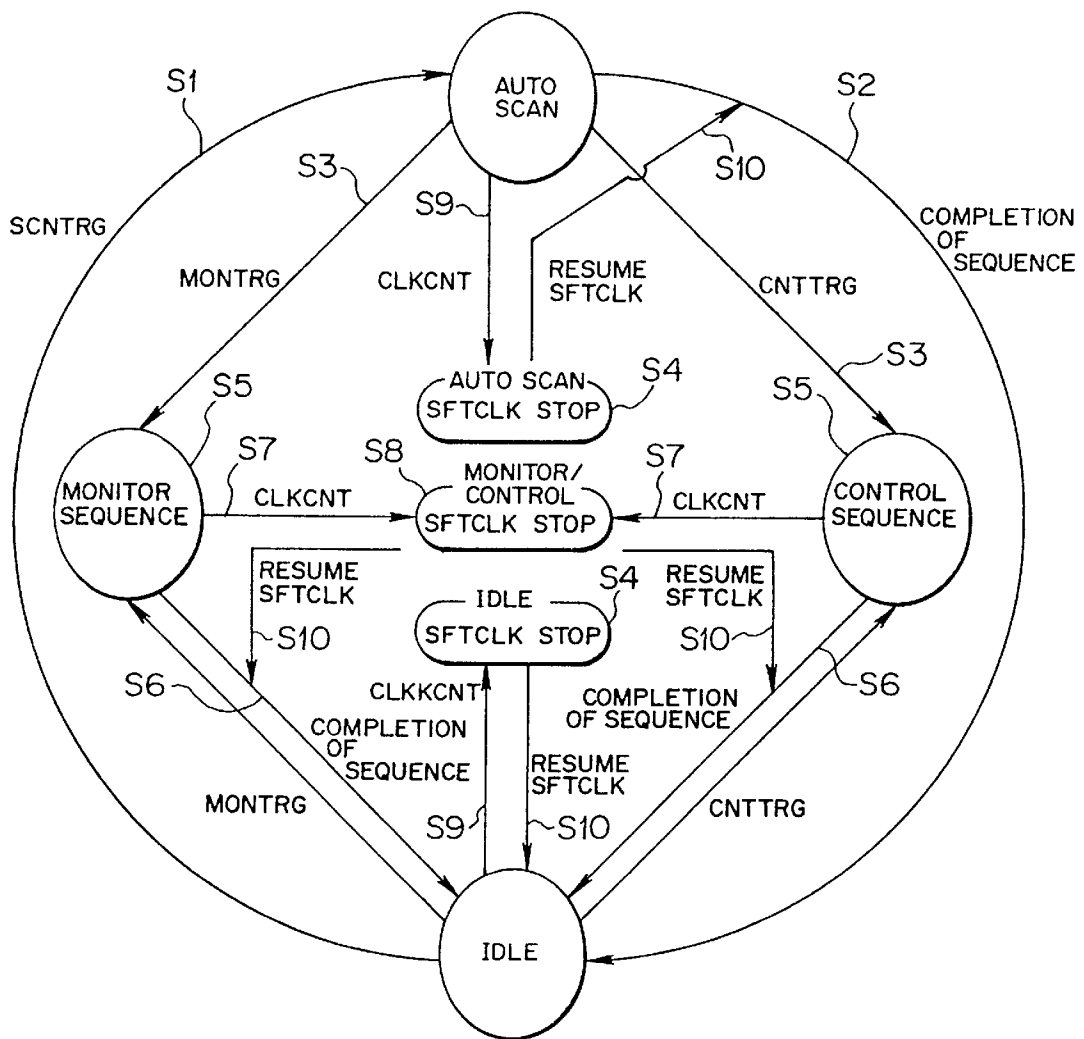 AUTO
SCAN
S1
S2
S3
S10
S9
SCNTRG
COMPLETION
OF
SEQUENCE
MONTRG
CLKCNT
RESUME
SFTCLK
CNTTRG
S3
AUTO SCAN
SFTCLK STOP
S4
S5
S5
S7
S8
MONITOR/
CONTROL
SFTCLK STOP
S7
MONITOR
SEQUENCE
CLKCNT
CLKCNT
CONTROL
SEQUENCE
RESUME
SFTCLK
S10
IDLE
SFTCLK STOP
S4
RESUME
SFTCLK
S10
S6
CLKKCNT
COMPLETION
OF
SEQUENCE
COMPLETION
OF SEQUENCE
S6
MONTRG
S9
RESUME
SFTCLK
S10
CNTTRG
IDLE